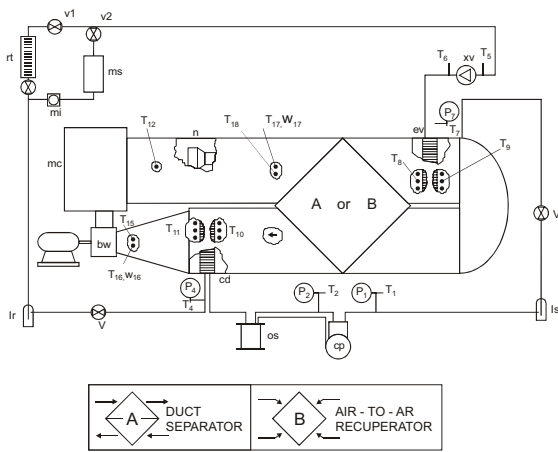 v1
v2
T6
xv
T5
rt
ms
mi
P7
ev
T7
n
T17,W17
T12
T18
mc
T8
T9
A or B
V
T15
T11
T10
bw
T16,w16
cd
P4
T4
P2
T2
P1
T1
lr
V
os
cp
ls
A
DUCT
SEPARATOR
B
AIR - TO - AR
RECUPERATOR